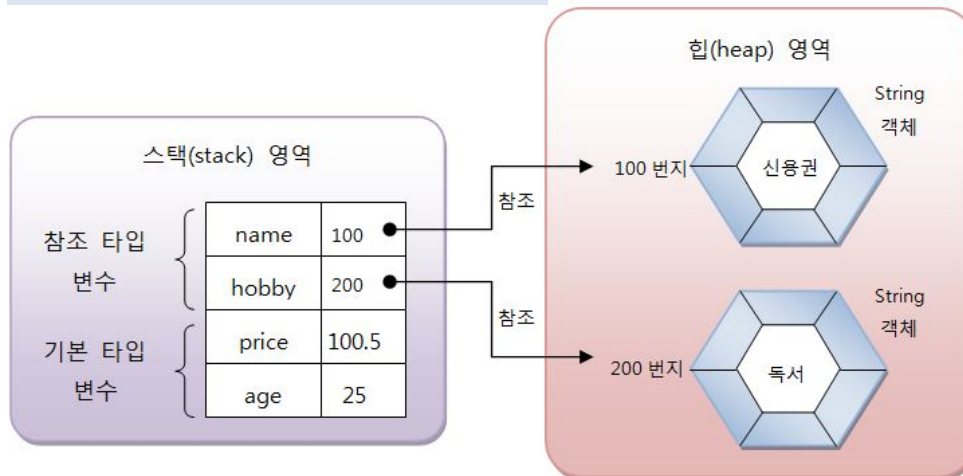 힙(heap) 영역
String
객체
스택(stack) 영역
100 번지
신용권
참조
참조 타입
변수
name
100
hobby
200
String
객체
참조
기본 타입
변수
price
100.5
age
25
200 번지
독서